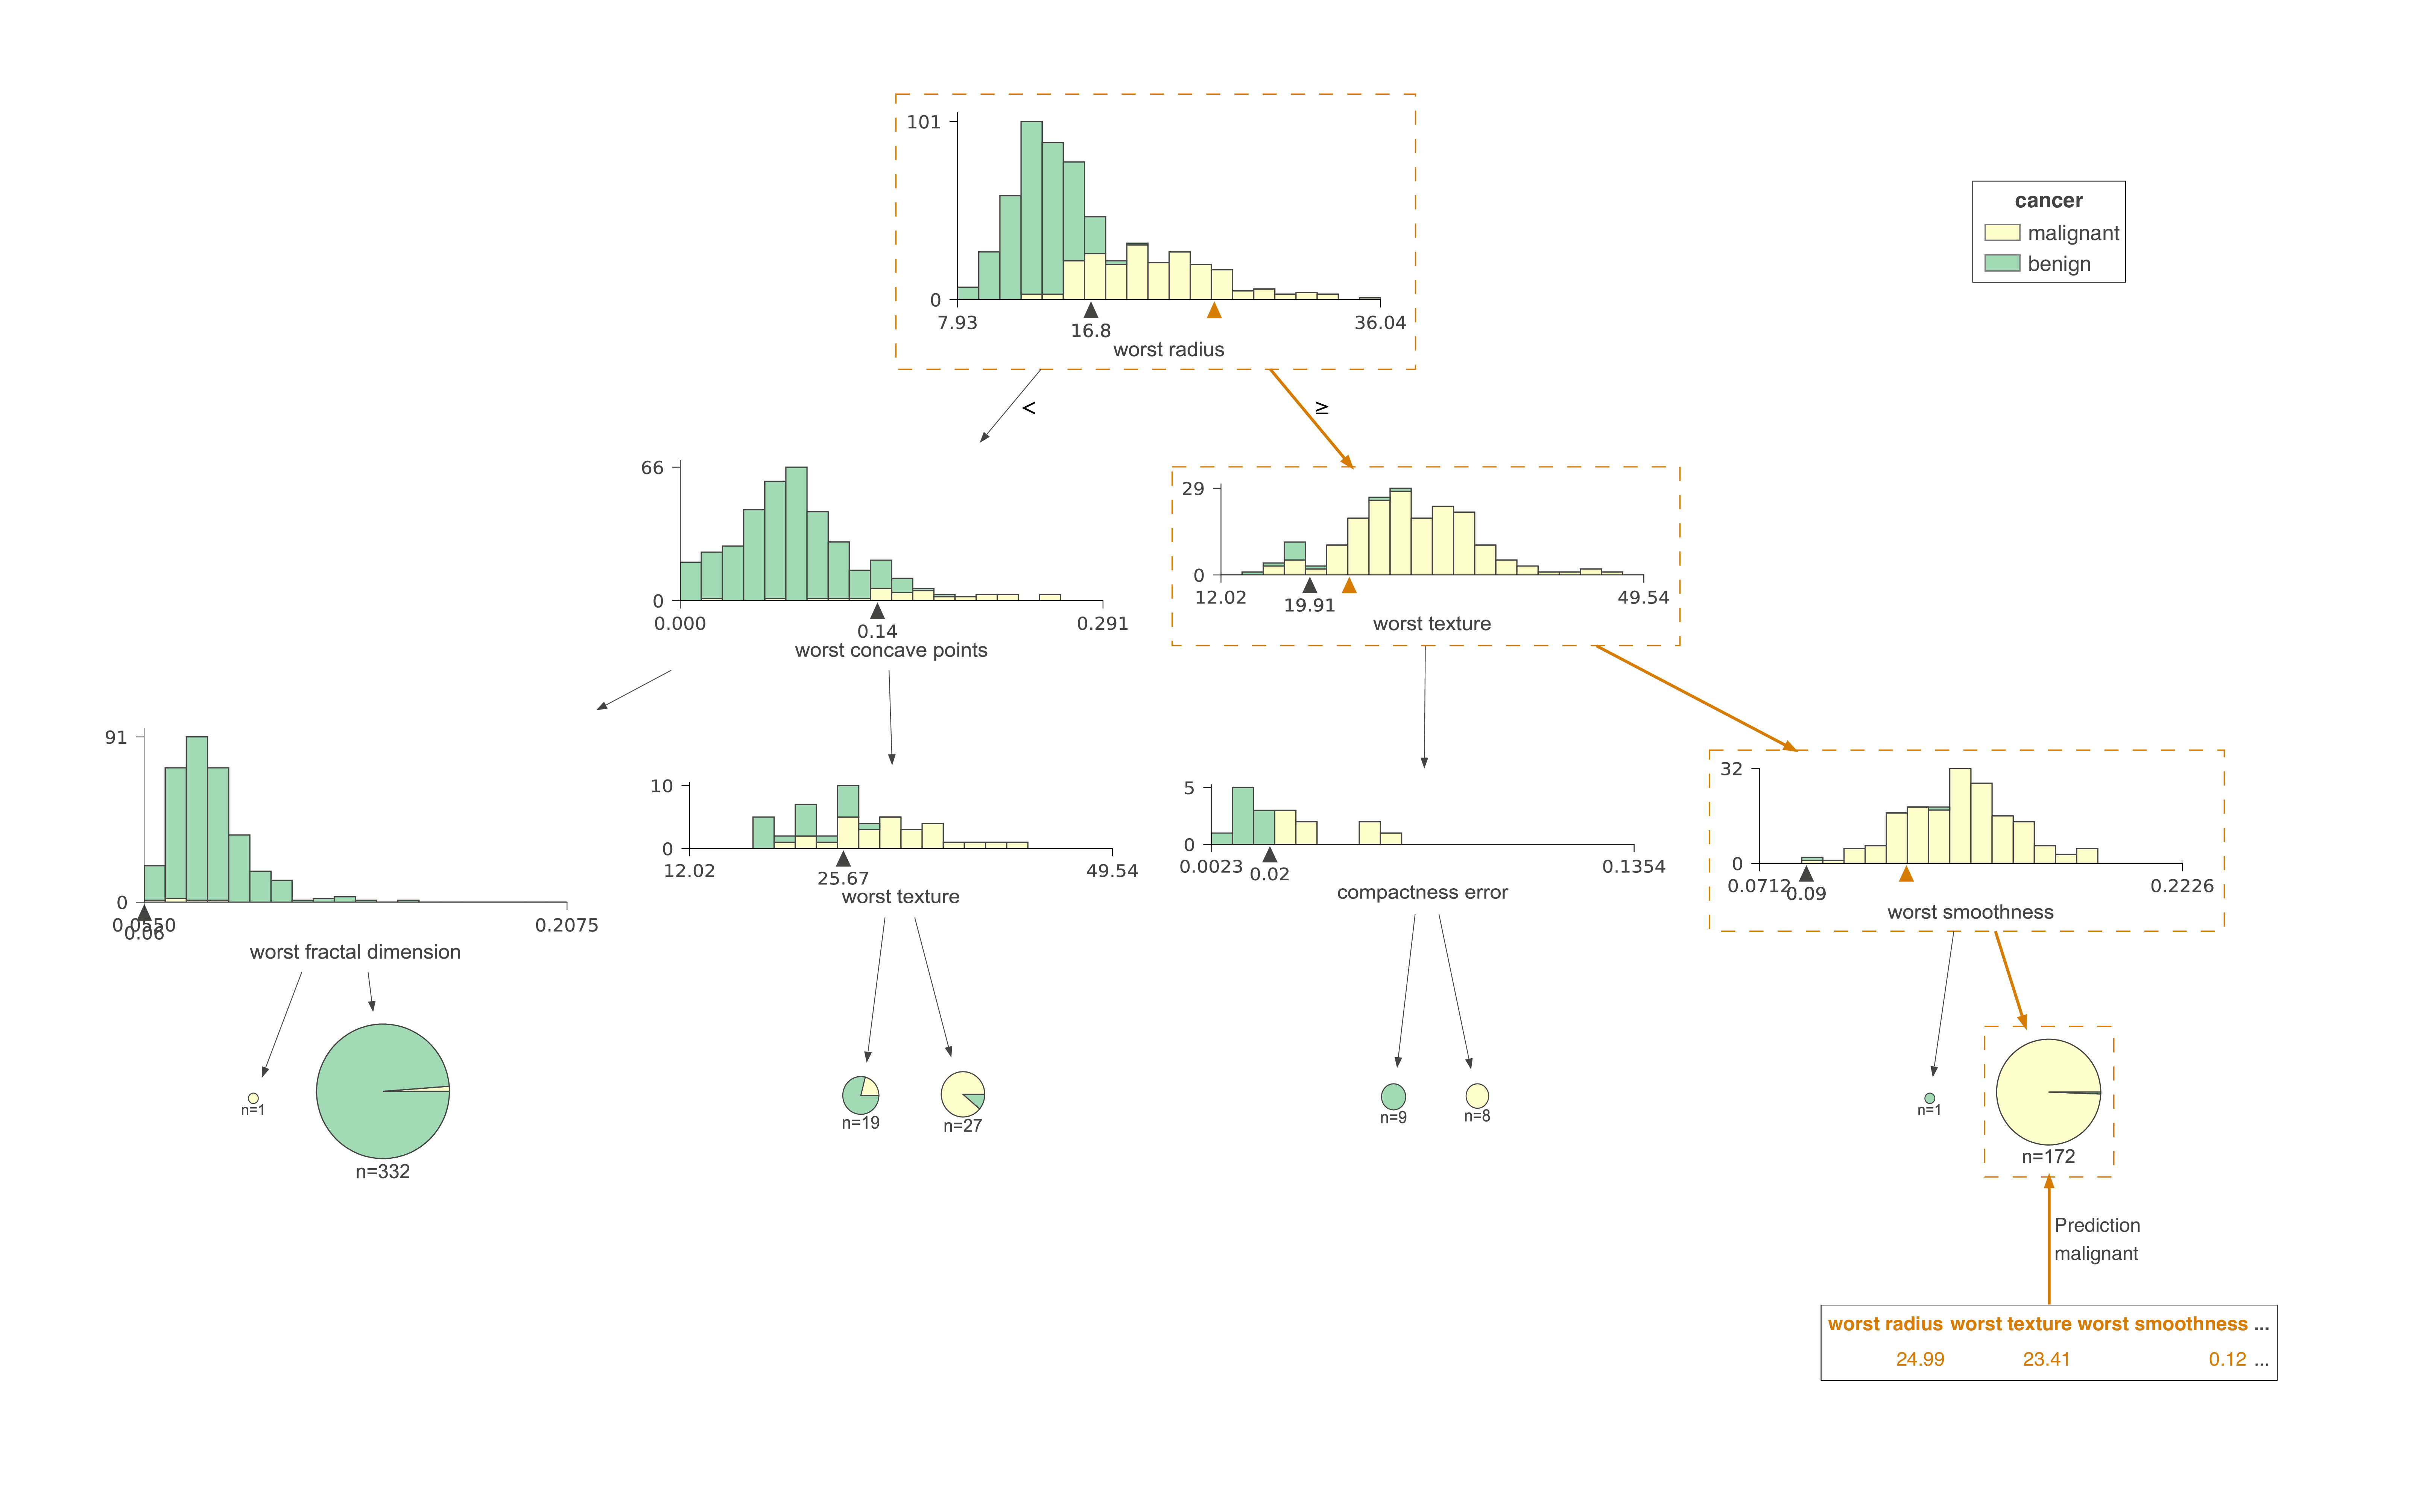 101
0
7.93
16.8
36.04
worst radius
cancer
malignant
benign
<
≥
66
0
0.000
0.14
0.291
worst concave points
29
0
12.02
19.91
49.54
worst texture
91
0
0.0550
0.06
0.2075
worst fractal dimension
10
0
12.02
25.67
49.54
worst texture
5
0
0.0023
0.02
0.1354
compactness error
32
0
0.0712
0.09
0.2226
worst smoothness
n=1
n=332
n=19
n=27
n=9
n=8
n=1
n=172
Prediction
malignant
worst radius worst texture worst smoothness ...
24.99 23.41 0.12 ...